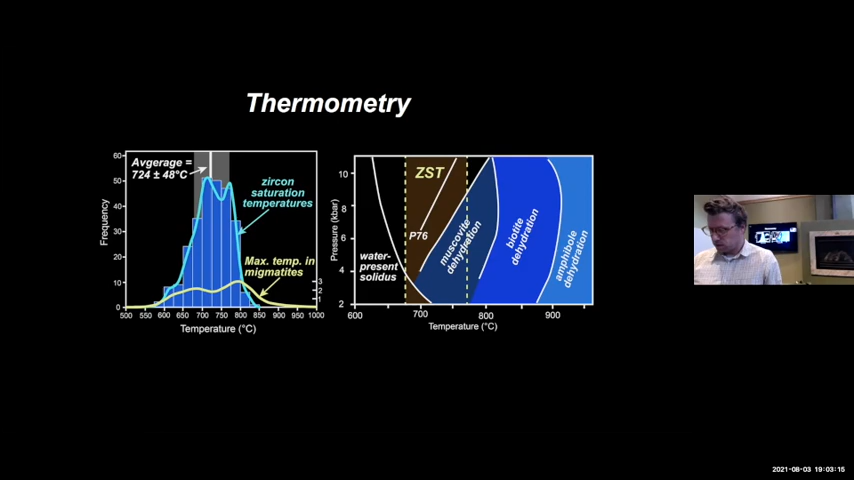 Thermometry
Avgerage =
724 ± 48°C
zircon
saturation
temperatures
Max. temp. in
migmatites
Frequency
60
50
40
30
20
10
0
3
2
1
500 550 600 650 700 750 800 850 900 950 1000
Temperature (°C)
ZST
P76
water-
present
solidus
muscovite
dehydration
biotite
dehydration
amphibole
dehydration
Pressure (kbar)
10
8
6
4
2
600 700 800 900
Temperature (°C)
2021-08-03 19:03:15